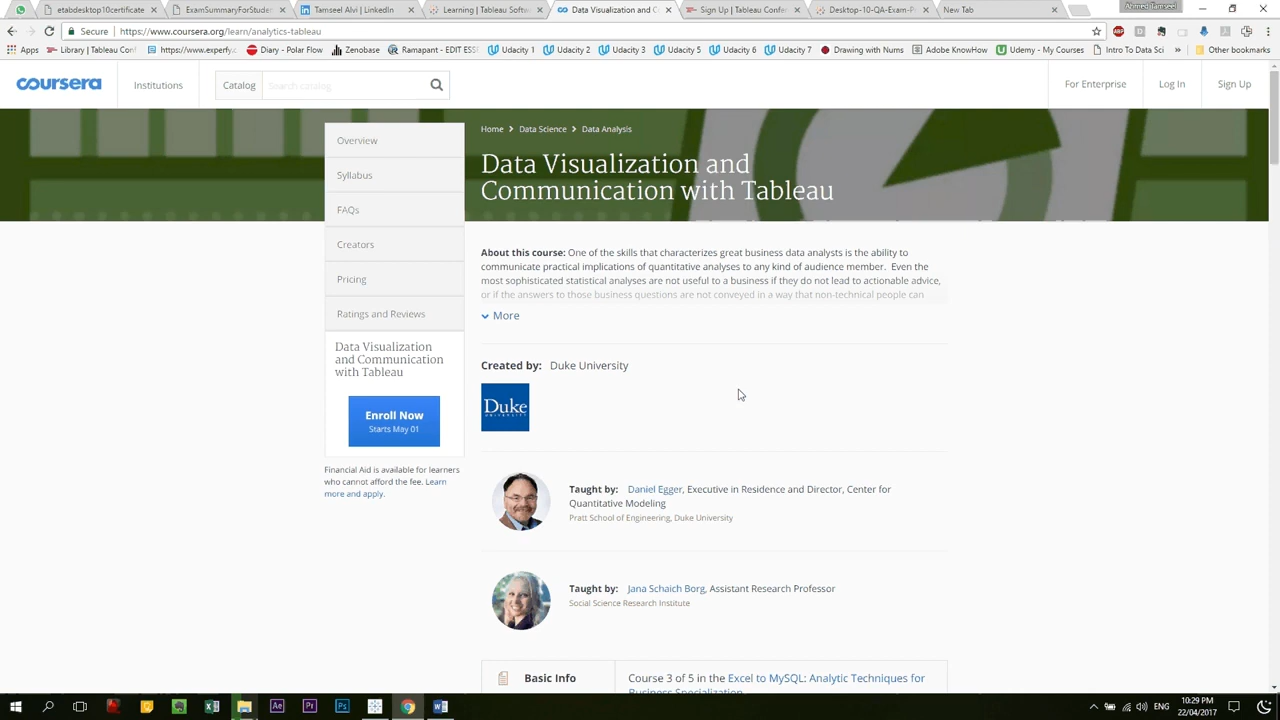 etabdesktop10certificate
ExamSummaryForStuden
Tamseel Alvi | LinkedIn
Learning | Tableau Softw
Data Visualization and C
Sign Up | Tableau Confer
Desktop-10-QA-Exam-P
New Tab
Ahmed Tamseel
Secure
https://www.coursera.org/learn/analytics-tableau
Apps
Library | Tableau Conf
https://www.experfy.c
Diary - Polar Flow
Zenobase
Ramapant - EDIT ESSE
Udacity 1
Udacity 2
Udacity 3
Udacity 5
Udacity 6
Udacity 7
Drawing with Nums
Adobe KnowHow
Udemy - My Courses
Intro To Data Sci
Other bookmarks
coursera
Institutions
Catalog
Search catalog
For Enterprise
Log In
Sign Up
Overview
Syllabus
FAQs
Creators
Pricing
Ratings and Reviews
Data Visualization
and Communication
with Tableau
Enroll Now
Starts May 01
Financial Aid is available for learners
who cannot afford the fee. Learn
more and apply.
Home > Data Science > Data Analysis
Data Visualization and
Communication with Tableau
About this course: One of the skills that characterizes great business data analysts is the ability to
communicate practical implications of quantitative analyses to any kind of audience member. Even the
most sophisticated statistical analyses are not useful to a business if they do not lead to actionable advice,
or if the answers to those business questions are not conveyed in a way that non-technical people can
More
Created by: Duke University
Duke
UNIVERSITY
Taught by: Daniel Egger, Executive in Residence and Director, Center for
Quantitative Modeling
Pratt School of Engineering, Duke University
Taught by: Jana Schaich Borg, Assistant Research Professor
Social Science Research Institute
Basic Info
Course 3 of 5 in the Excel to MySQL: Analytic Techniques for
Business Specialization
10:29 PM
22/04/2017